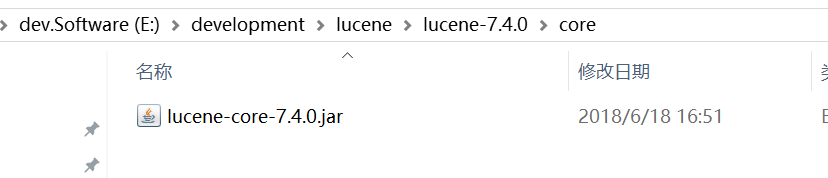 dev.Software (E:) > development > lucene > lucene-7.4.0 > core
名称 修改日期
lucene-core-7.4.0.jar 2018/6/18 16:51